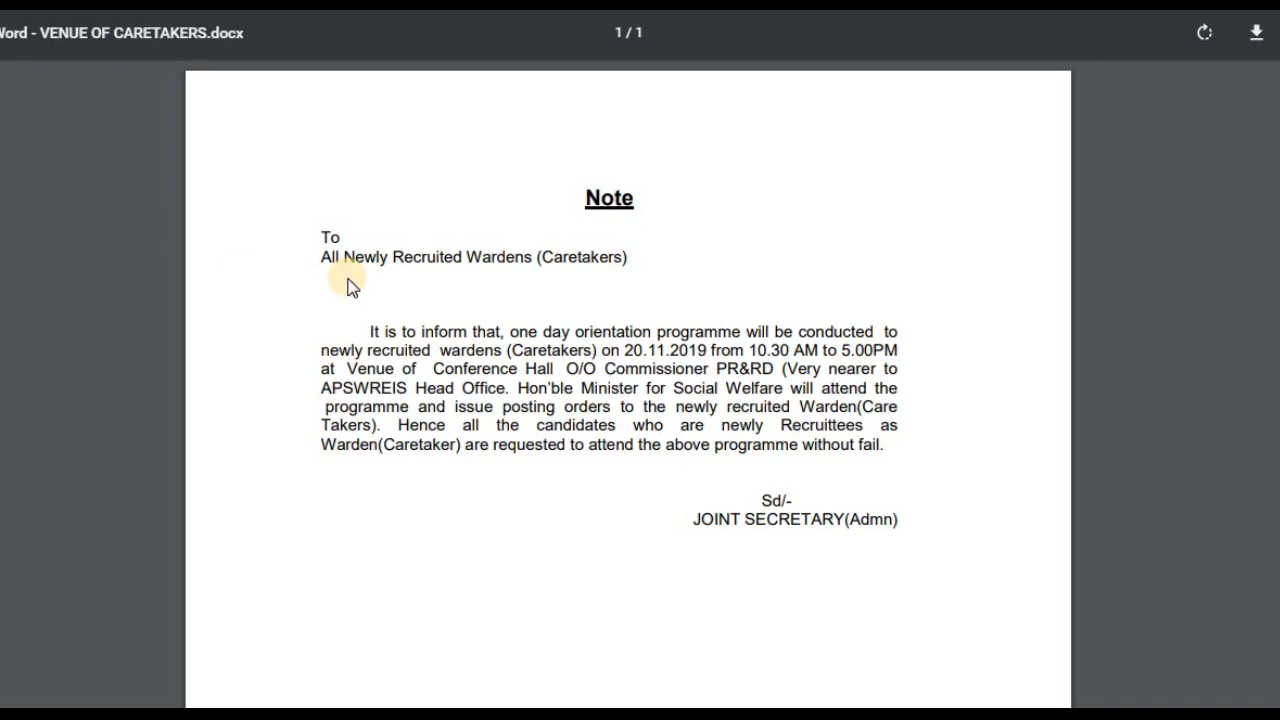 Word - VENUE OF CARETAKERS.docx
1 / 1
Note
To
All Newly Recruited Wardens (Caretakers)
It is to inform that, one day orientation programme will be conducted to
newly recruited wardens (Caretakers) on 20.11.2019 from 10.30 AM to 5.00PM
at Venue of Conference Hall O/O Commissioner PR&RD (Very nearer to
APSWREIS Head Office. Hon'ble Minister for Social Welfare will attend the
programme and issue posting orders to the newly recruited Warden(Care
Takers). Hence all the candidates who are newly Recruittees as
Warden(Caretaker) are requested to attend the above programme without fail.
Sd/-
JOINT SECRETARY(Admn)